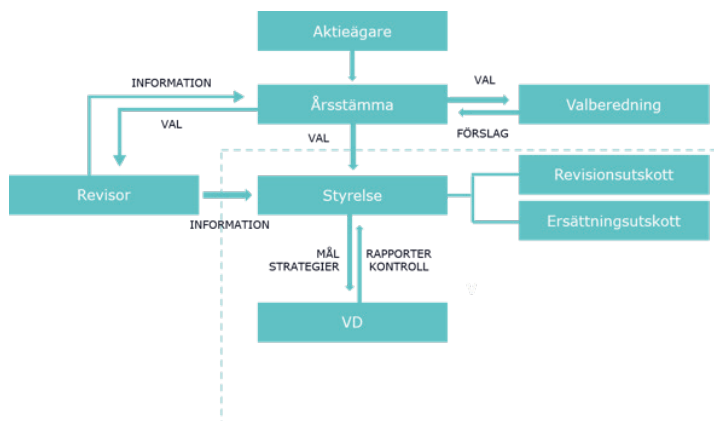 Aktieägare
INFORMATION
VAL
Årsstämma
Valberedning
VAL
FÖRSLAG
VAL
Revisionsutskott
Revisor
Styrelse
INFORMATION
Ersättningsutskott
MÅL
STRATEGIER
RAPPORTER
KONTROLL
VD